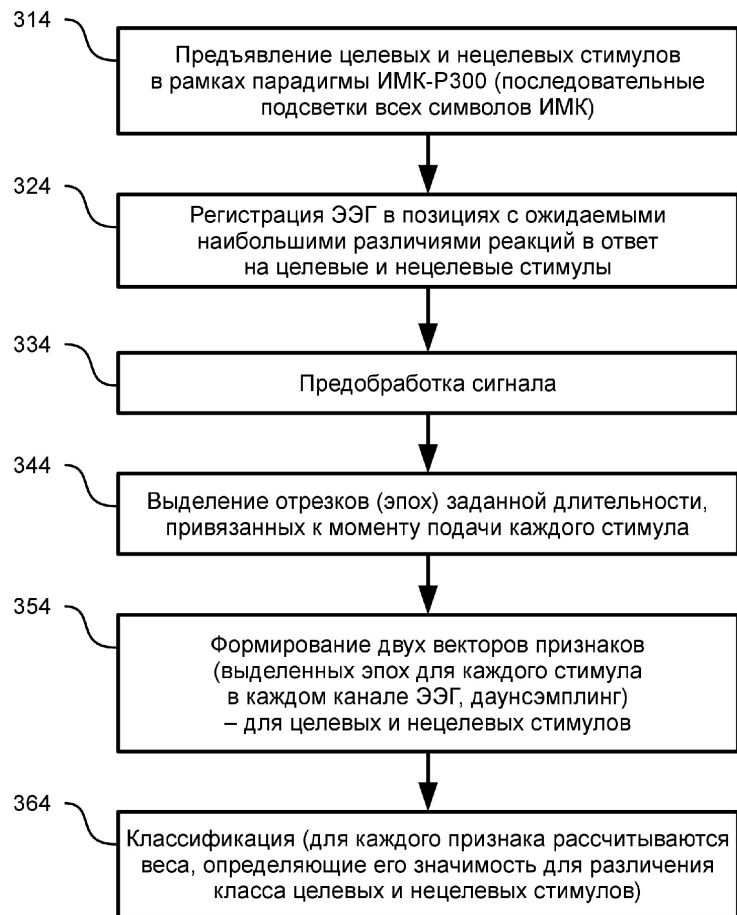 314
Предъявление целевых и нецелевых стимулов
в рамках парадигмы ИМК-Р300 (последовательные
подсветки всех символов ИМК)
324
Регистрация ЭЭГ в позициях с ожидаемыми
наибольшими различиями реакций в ответ
на целевые и нецелевые стимулы
334
Предобработка сигнала
344
Выделение отрезков (эпох) заданной длительности,
привязанных к моменту подачи каждого стимула
354
Формирование двух векторов признаков
(выделенных эпох для каждого стимула
в каждом канале ЭЭГ, даунсэмплинг)
– для целевых и нецелевых стимулов
364
Классификация (для каждого признака рассчитываются
веса, определяющие его значимость для различения
класса целевых и нецелевых стимулов)